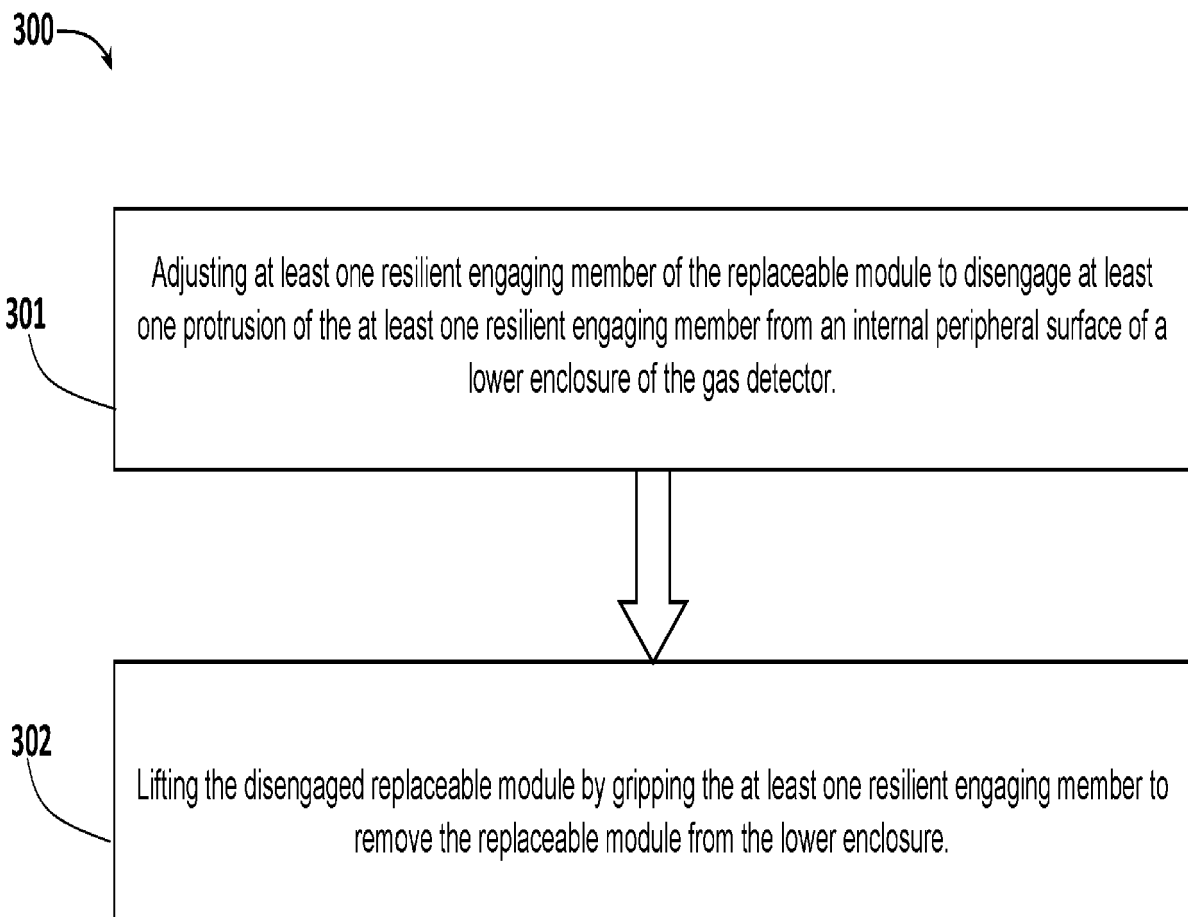 300
Adjusting at least one resilient engaging member of the replaceable module to disengage at least
one protrusion of the at least one resilient engaging member from an internal peripheral surface of a
lower enclosure of the gas detector.
301
302
Lifting the disengaged replaceable module by gripping the at least one resilient engaging member to
remove the replaceable module from the lower enclosure.